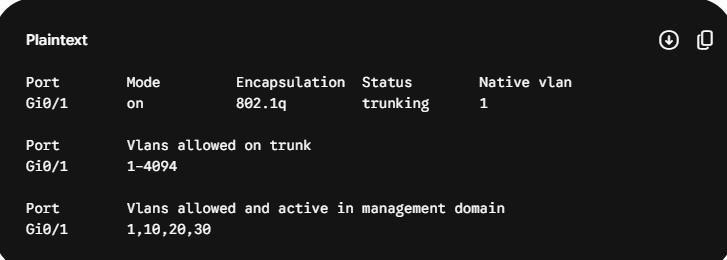 Plaintext
Port Mode Encapsulation Status Native vlan
Gi0/1 on 802.1q trunking 1
Port Vlans allowed on trunk
Gi0/1 1-4094
Port Vlans allowed and active in management domain
Gi0/1 1,10,20,30